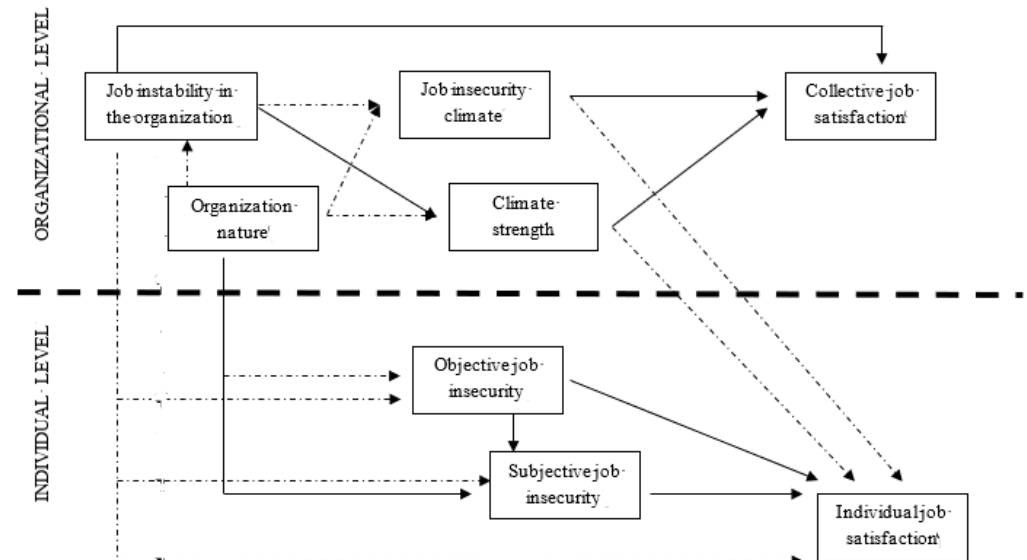 ORGANIZATIONAL LEVEL
Job instability in
the organization
Job insecurity
climate
Collective job
satisfaction
Organization
nature
Climate
strength
INDIVIDUAL LEVEL
Objective job
insecurity
Subjective job
insecurity
Individual job
satisfaction